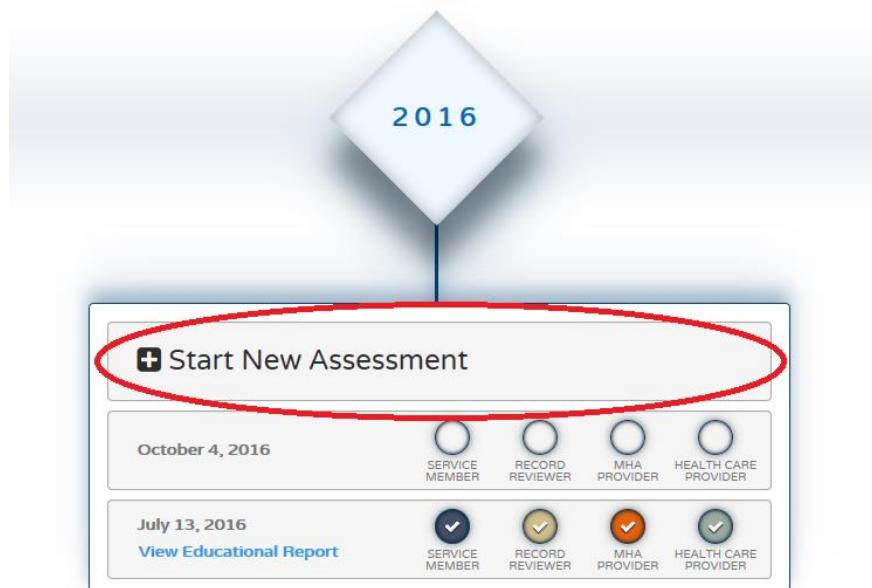 2016
Start New Assessment
October 4, 2016
SERVICE MEMBER
RECORD REVIEWER
MHA PROVIDER
HEALTH CARE PROVIDER
July 13, 2016
View Educational Report
SERVICE MEMBER
RECORD REVIEWER
MHA PROVIDER
HEALTH CARE PROVIDER